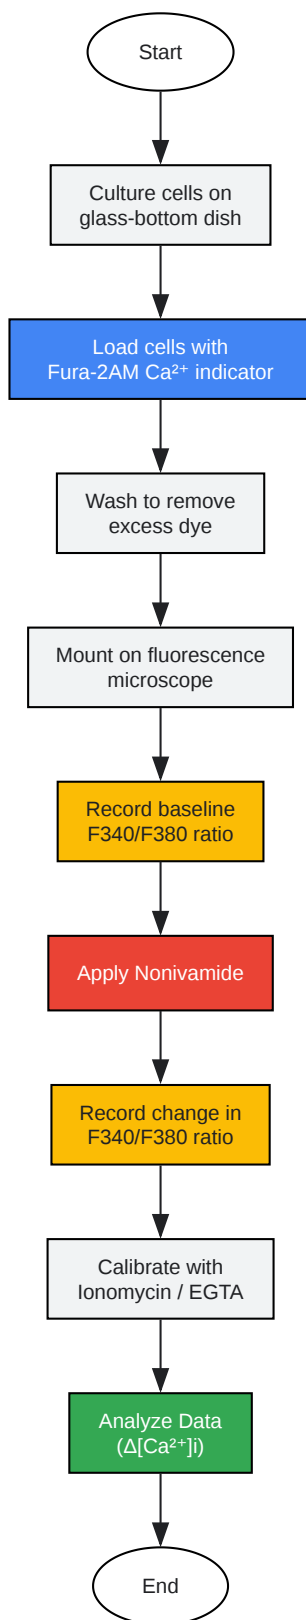 Start
Culture cells on
glass-bottom dish
Load cells with
Fura-2AM Ca²⁺ indicator
Wash to remove
excess dye
Mount on fluorescence
microscope
Record baseline
F340/F380 ratio
Apply Nonivamide
Record change in
F340/F380 ratio
Calibrate with
Ionomycin / EGTA
Analyze Data
(Δ[Ca²⁺]i)
End